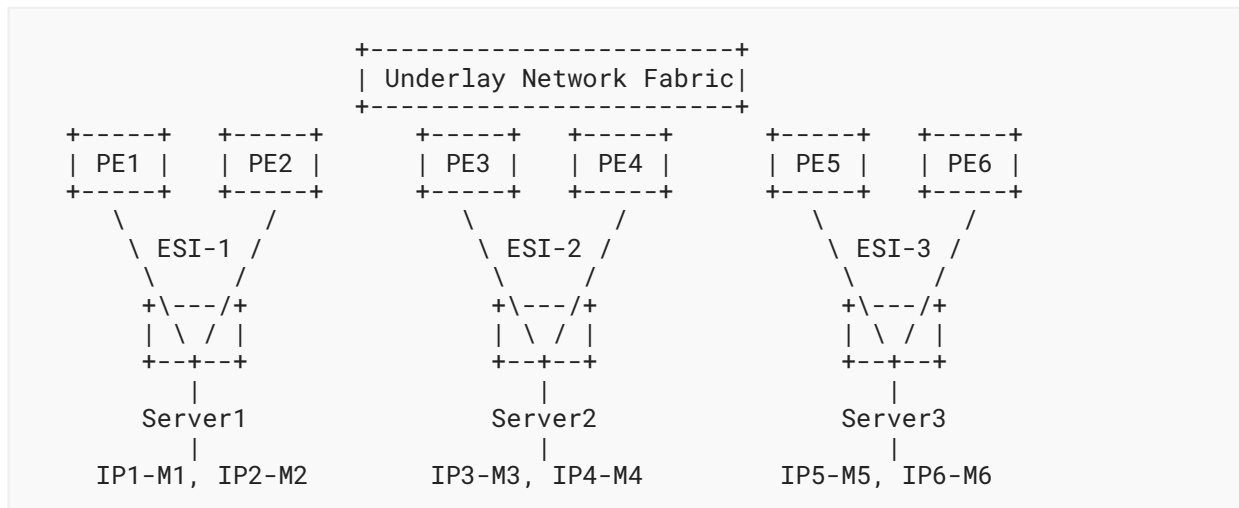 Underlay Network Fabric
PE1 PE2 PE3 PE4 PE5 PE6
ESI-1 ESI-2 ESI-3
Server1 Server2 Server3
IP1-M1, IP2-M2 IP3-M3, IP4-M4 IP5-M5, IP6-M6